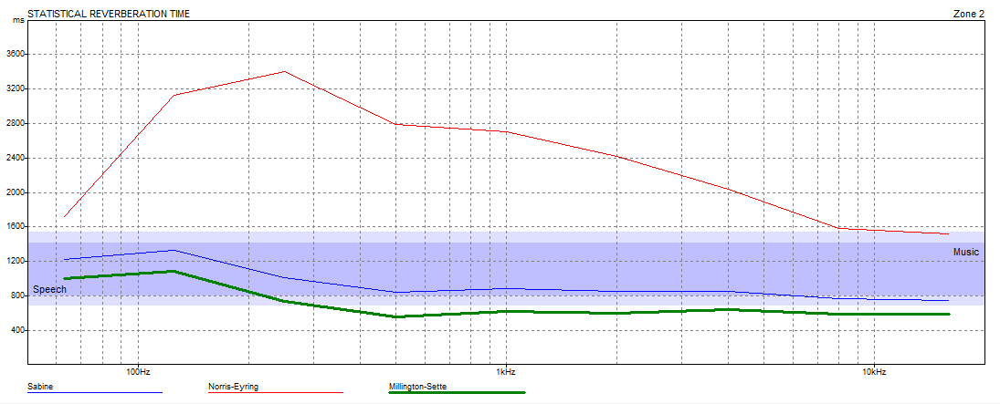 STATISTICAL REVERBERATION TIME
Zone 2
ms
3600
3200
2800
2400
2000
1600
1200
800
400
Music
Speech
100Hz
1kHz
10kHz
Sabine
Norris-Eyring
Millington-Sette